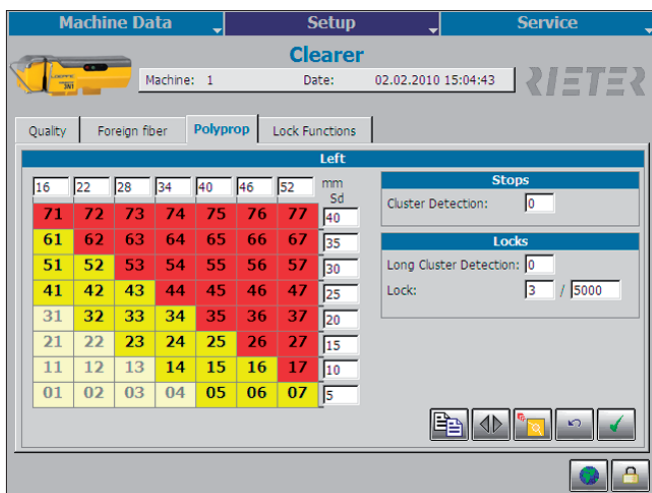 Machine Data Setup Service
Clearer
LOEPFE
Machine: 1 Date: 02.02.2010 15:04:43 RIETER
Quality Foreign fiber Polyprop Lock Functions
Left
16 22 28 34 40 46 52 mm
Sd
71 72 73 74 75 76 77 40
61 62 63 64 65 66 67 35
51 52 53 54 55 56 57 30
41 42 43 44 45 46 47 25
31 32 33 34 35 36 37 20
21 22 23 24 25 26 27 15
11 12 13 14 15 16 17 10
01 02 03 04 05 06 07 5
Stops
Cluster Detection: 0
Locks
Long Cluster Detection: 0
Lock: 3 / 5000